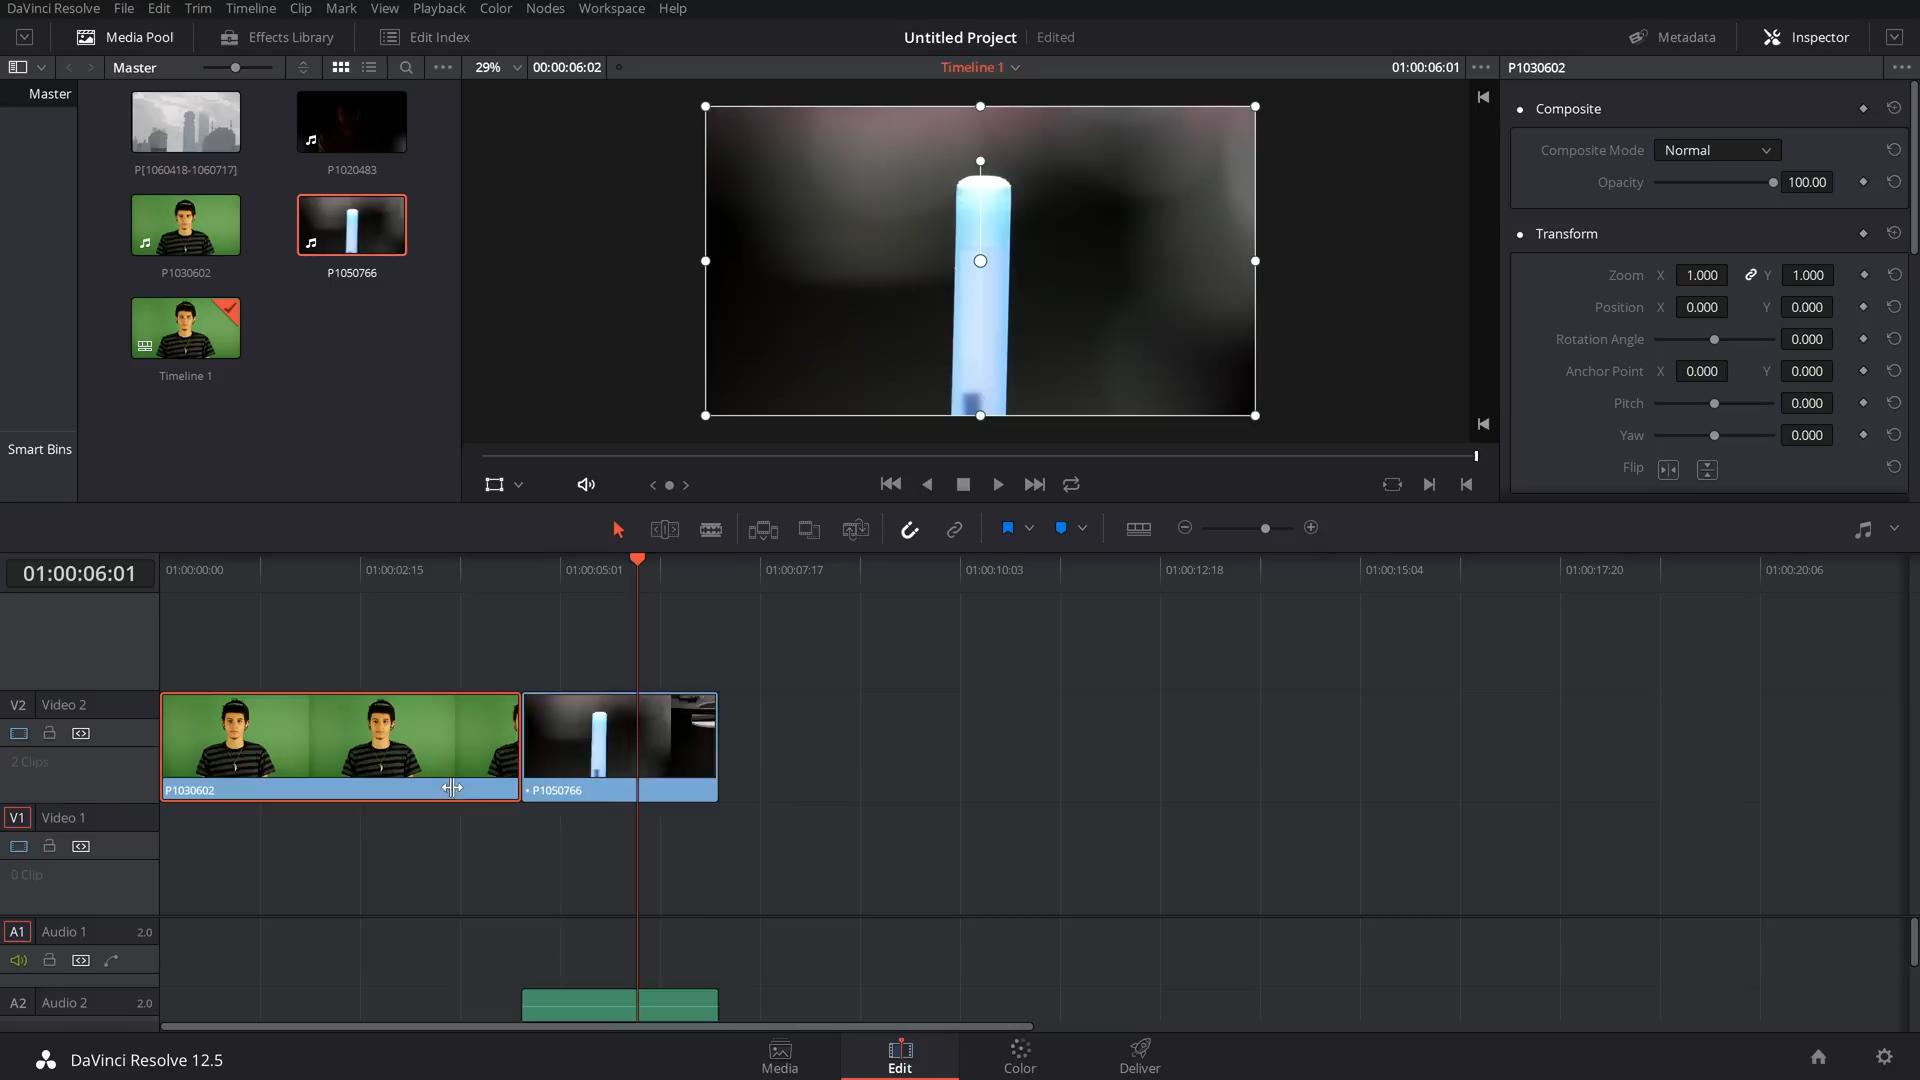 DaVinci Resolve File Edit Trim Timeline Clip Mark View Playback Color Nodes Workspace Help
Media Pool Effects Library Edit Index Untitled Project Edited Metadata Inspector
Master 29% 00:00:06:02 Timeline 1 01:00:06:01 P1030602
Master
P[1060418-1060717] P1020483
P1030602 P1050766
Timeline 1
Smart Bins
Composite
Composite Mode Normal
Opacity 100.00
Transform
Zoom X 1.000 Y 1.000
Position X 0.000 Y 0.000
Rotation Angle 0.000
Anchor Point X 0.000 Y 0.000
Pitch 0.000
Yaw 0.000
Flip
01:00:06:01 01:00:00:00 01:00:02:15 01:00:05:01 01:00:07:17 01:00:10:03 01:00:12:18 01:00:15:04 01:00:17:20 01:00:20:06
V2 Video 2
2 Clips
P1030602 • P1050766
V1 Video 1
0 Clip
A1 Audio 1 2.0
A2 Audio 2 2.0
DaVinci Resolve 12.5 Media Edit Color Deliver